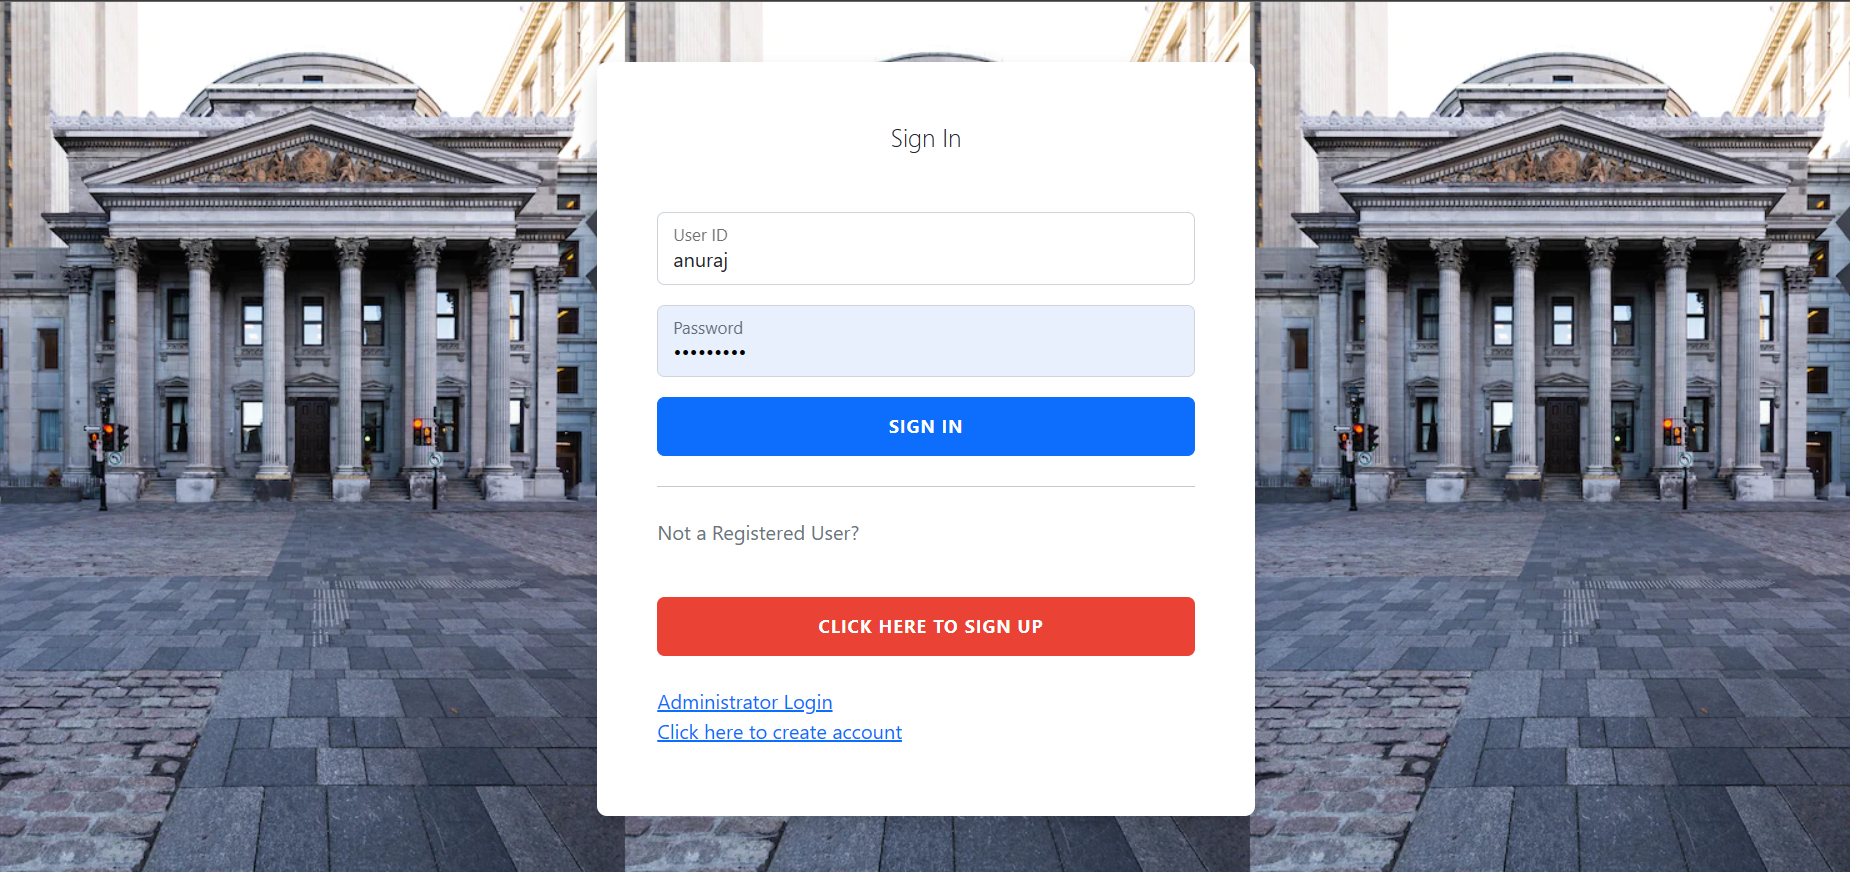 Sign In
User ID
anuraj
Password
•••••••••
SIGN IN
Not a Registered User?
CLICK HERE TO SIGN UP
Administrator Login
Click here to create account